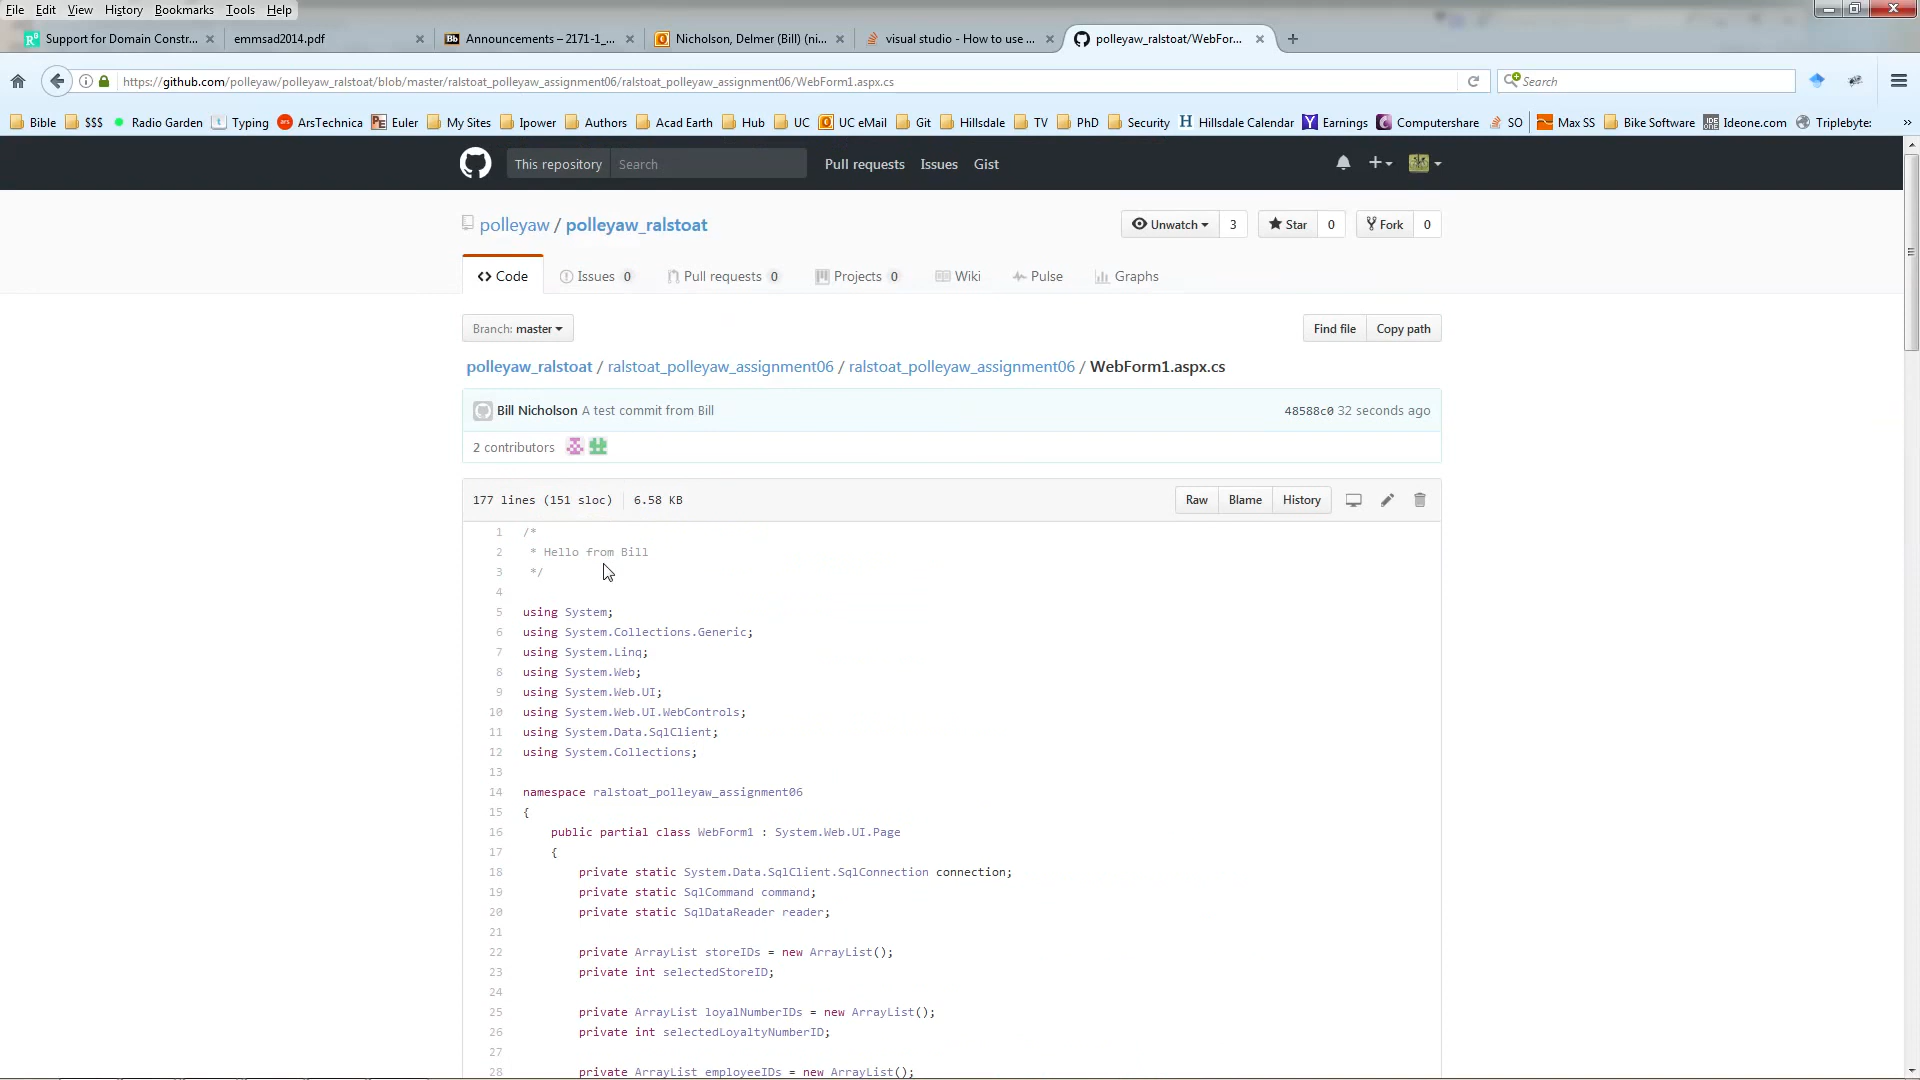 File Edit View History Bookmarks Tools Help
Support for Domain Constr... emmsad2014.pdf Announcements – 2171-1_... Nicholson, Delmer (Bill) (ni... visual studio - How to use ... polleyaw_ralstoat/WebFor...
https://github.com/polleyaw/polleyaw_ralstoat/blob/master/ralstoat_polleyaw_assignment06/ralstoat_polleyaw_assignment06/WebForm1.aspx.cs Search
Bible $$$ Radio Garden Typing ArsTechnica Euler My Sites Ipower Authors Acad Earth Hub UC UC eMail Git Hillsdale TV PhD Security Hillsdale Calendar Earnings Computershare SO Max SS Bike Software Ideone.com Triplebyte: »
This repository Search Pull requests Issues Gist
polleyaw / polleyaw_ralstoat Unwatch 3 Star 0 Fork 0
Code Issues 0 Pull requests 0 Projects 0 Wiki Pulse Graphs
Branch: master Find file Copy path
polleyaw_ralstoat / ralstoat_polleyaw_assignment06 / ralstoat_polleyaw_assignment06 / WebForm1.aspx.cs
Bill Nicholson A test commit from Bill 48588c0 32 seconds ago
2 contributors
177 lines (151 sloc) 6.58 KB Raw Blame History
1 /*
2 * Hello from Bill
3 */
4
5 using System;
6 using System.Collections.Generic;
7 using System.Linq;
8 using System.Web;
9 using System.Web.UI;
10 using System.Web.UI.WebControls;
11 using System.Data.SqlClient;
12 using System.Collections;
13
14 namespace ralstoat_polleyaw_assignment06
15 {
16 public partial class WebForm1 : System.Web.UI.Page
17 {
18 private static System.Data.SqlClient.SqlConnection connection;
19 private static SqlCommand command;
20 private static SqlDataReader reader;
21
22 private ArrayList storeIDs = new ArrayList();
23 private int selectedStoreID;
24
25 private ArrayList loyalNumberIDs = new ArrayList();
26 private int selectedLoyaltyNumberID;
27
28 private ArrayList employeeIDs = new ArrayList();